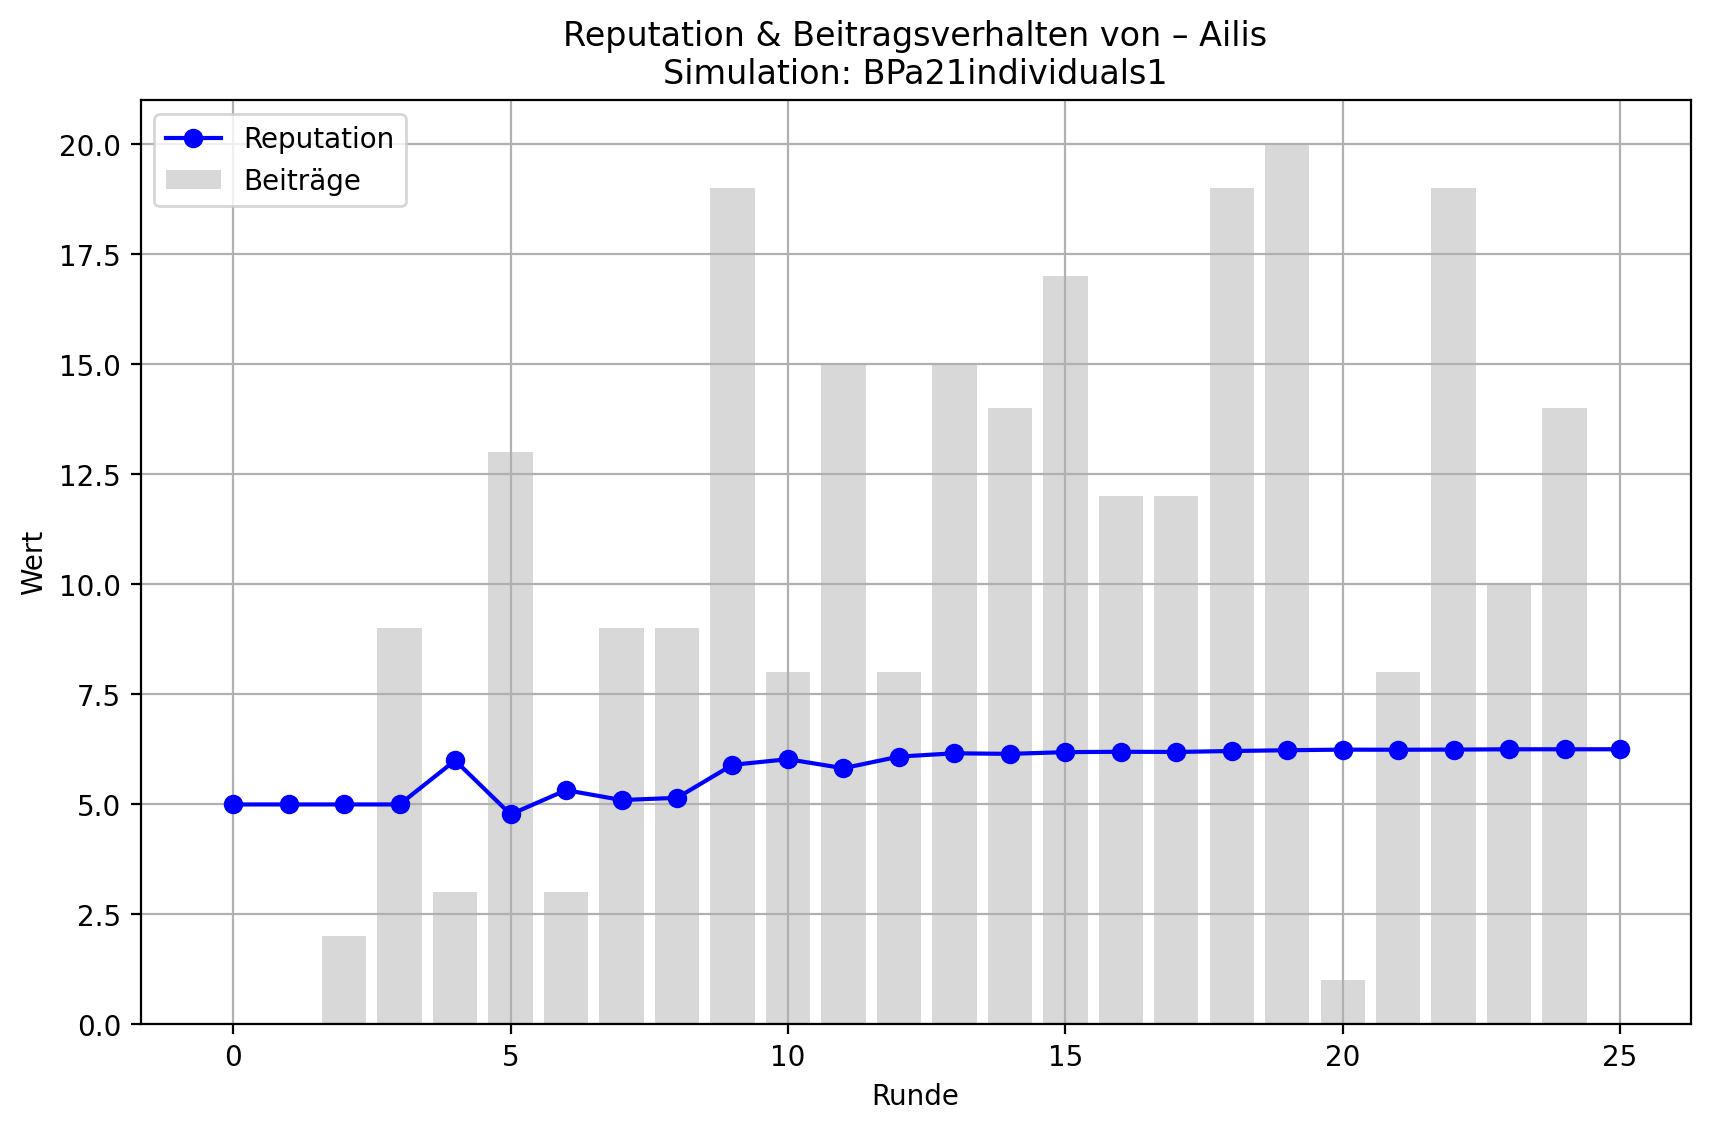 Reputation & Beitragsverhalten von – Ailis
Simulation: BPa21individuals1
Reputation
Beiträge
20.0
17.5
15.0
12.5
10.0
7.5
5.0
2.5
0.0
Wert
0 5 10 15 20 25
Runde